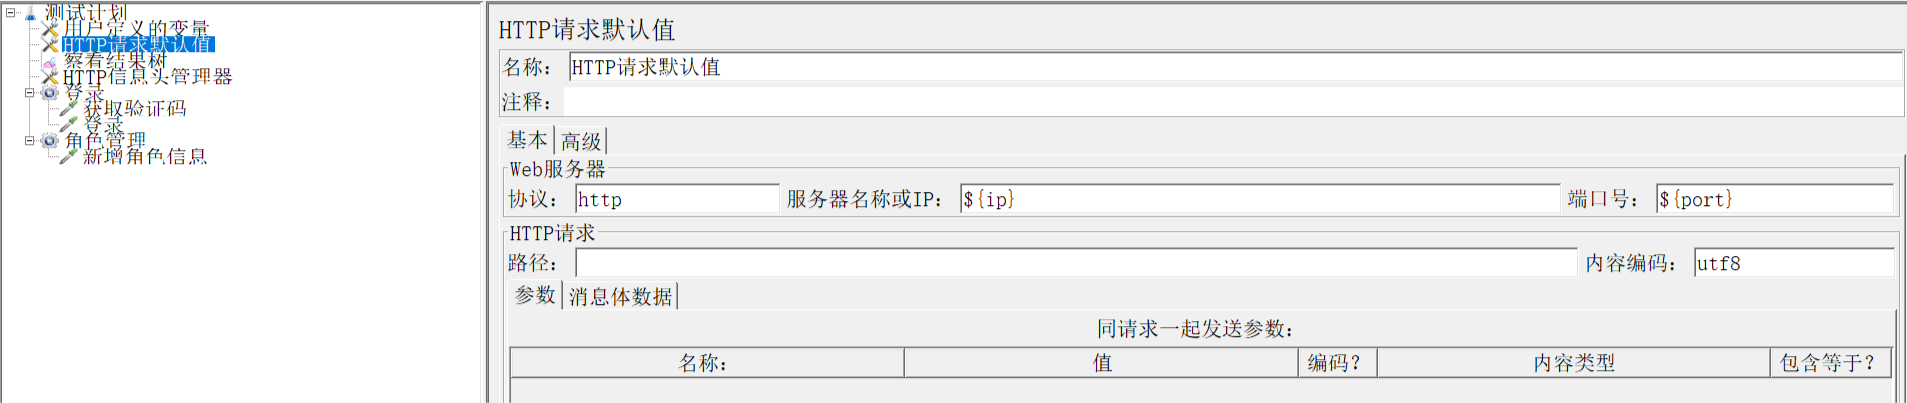 测试计划
用户定义的变量
HTTP请求默认值
察看结果树
HTTP信息头管理器
登录
获取验证码
登录
角色管理
新增角色信息
HTTP请求默认值
名称： HTTP请求默认值
注释：
基本 高级
Web服务器
协议： http 服务器名称或IP： ${ip} 端口号： ${port}
HTTP请求
路径： 内容编码： utf8
参数 消息体数据
同请求一起发送参数：
名称： 值 编码？ 内容类型 包含等于？